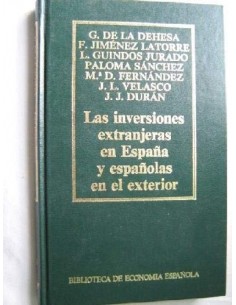 G. DE LA DEHESA
F. JIMÉNEZ LATORRE
L. GUINDOS JURADO
PALOMA SÁNCHEZ
Mª D. FERNÁNDEZ
J. L. VELASCO
J. J. DURÁN
Las inversiones
extranjeras
en España
y españolas
en el exterior
BIBLIOTECA DE ECONOMIA ESPAÑOLA